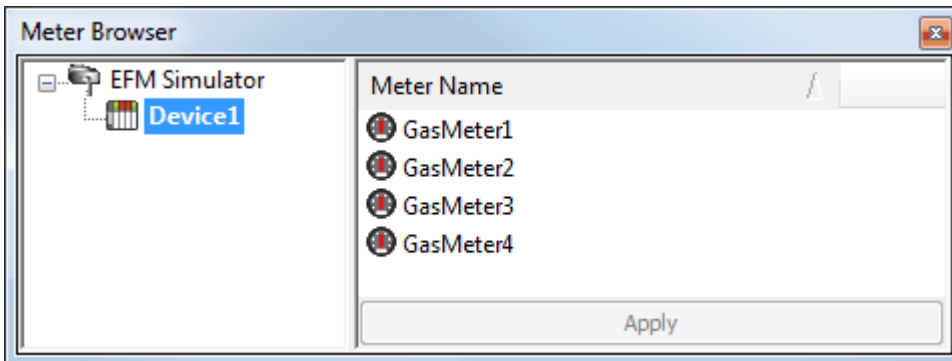 Meter Browser
EFM Simulator
Device1
Meter Name
GasMeter1
GasMeter2
GasMeter3
GasMeter4
Apply